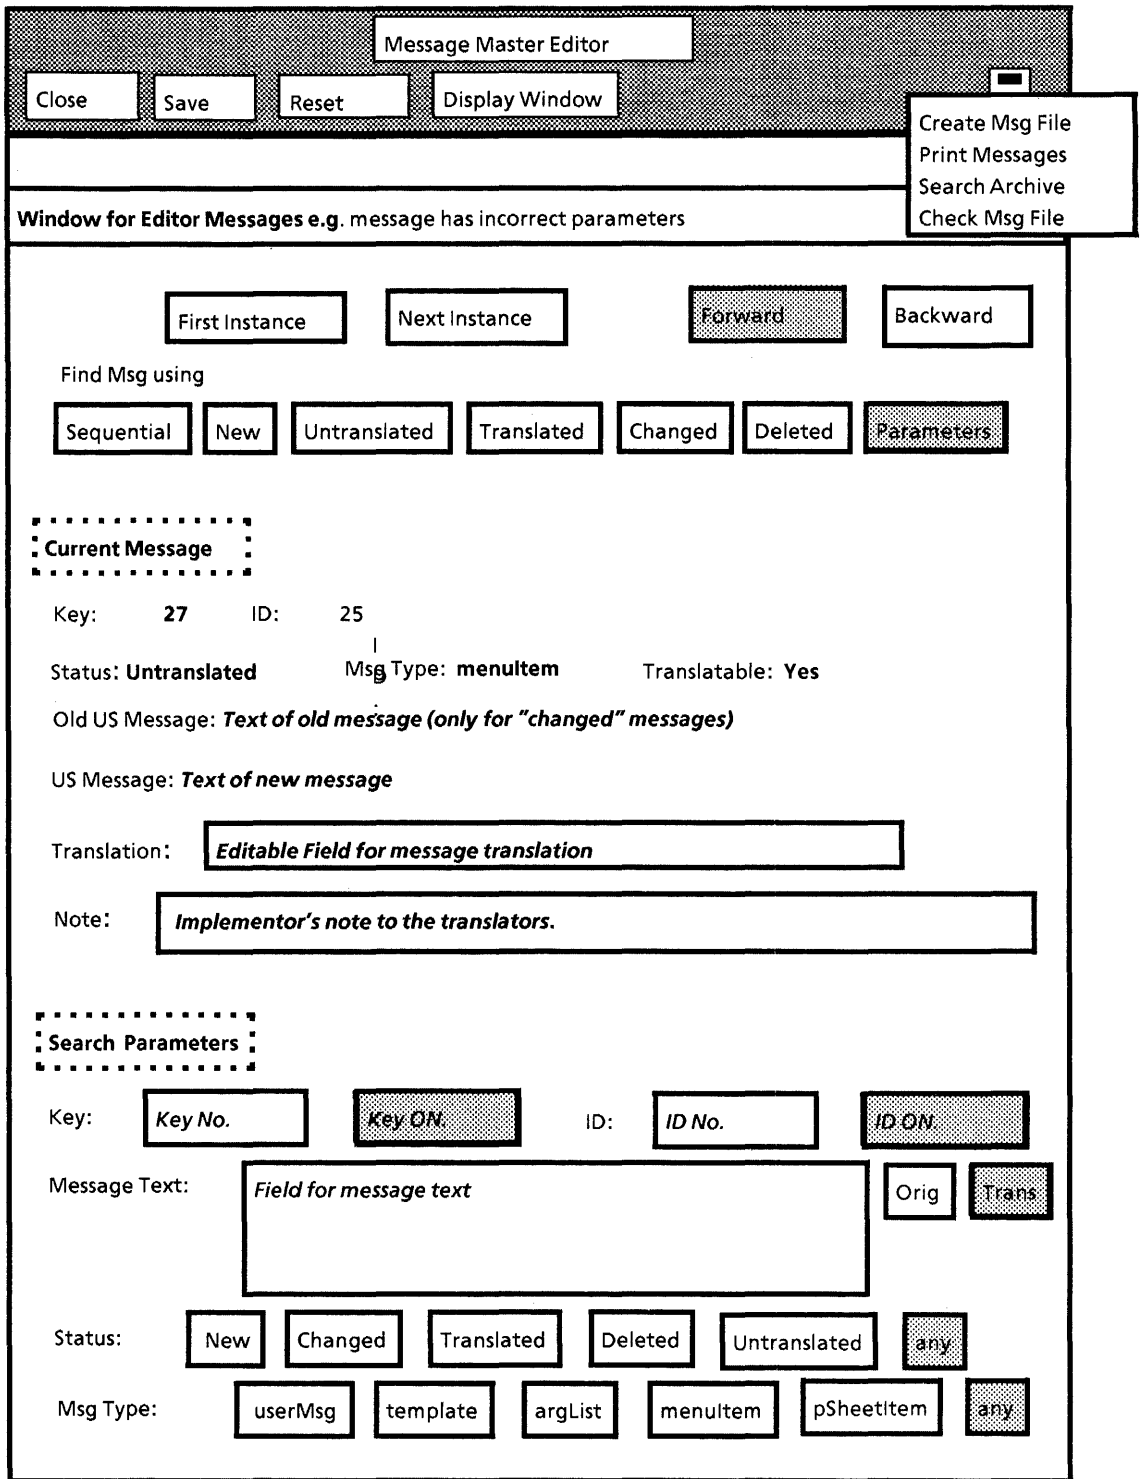 Message Master Editor
Close Save Reset Display Window
Create Msg File
Print Messages
Search Archive
Check Msg File
Window for Editor Messages e.g. message has incorrect parameters
First Instance Next Instance Forward Backward
Find Msg using
Sequential New Untranslated Translated Changed Deleted Parameters
Current Message
Key: 27 ID: 25
Status: Untranslated Msg Type: menuItem Translatable: Yes
Old US Message: Text of old message (only for "changed" messages)
US Message: Text of new message
Translation: Editable Field for message translation
Note: Implementor's note to the translators.
Search Parameters
Key: Key No. Key ON. ID: ID No. ID ON.
Message Text: Field for message text Orig Trans
Status: New Changed Translated Deleted Untranslated any
Msg Type: userMsg template argList menuItem pSheetItem any